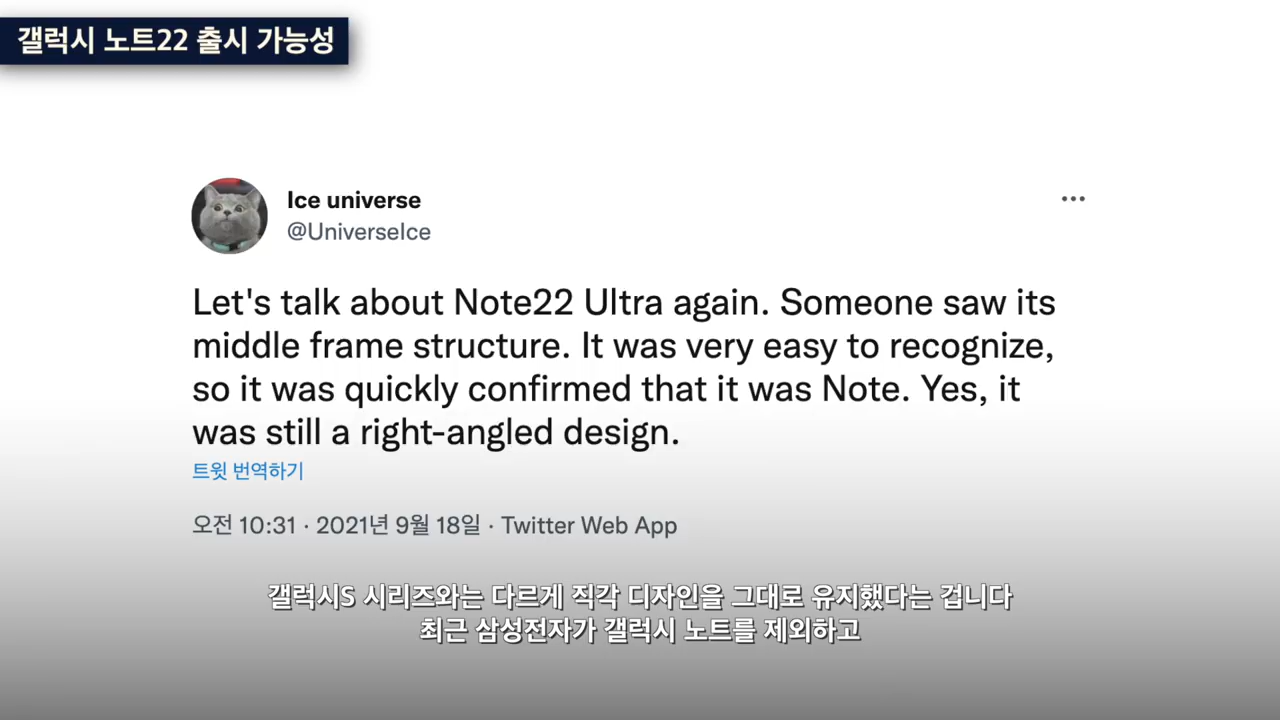 갤럭시 노트22 출시 가능성
Ice universe
@UniverseIce
Let's talk about Note22 Ultra again. Someone saw its
middle frame structure. It was very easy to recognize,
so it was quickly confirmed that it was Note. Yes, it
was still a right-angled design.
트윗 번역하기
오전 10:31 · 2021년 9월 18일 · Twitter Web App
갤럭시S 시리즈와는 다르게 직각 디자인을 그대로 유지했다는 겁니다
최근 삼성전자가 갤럭시 노트를 제외하고